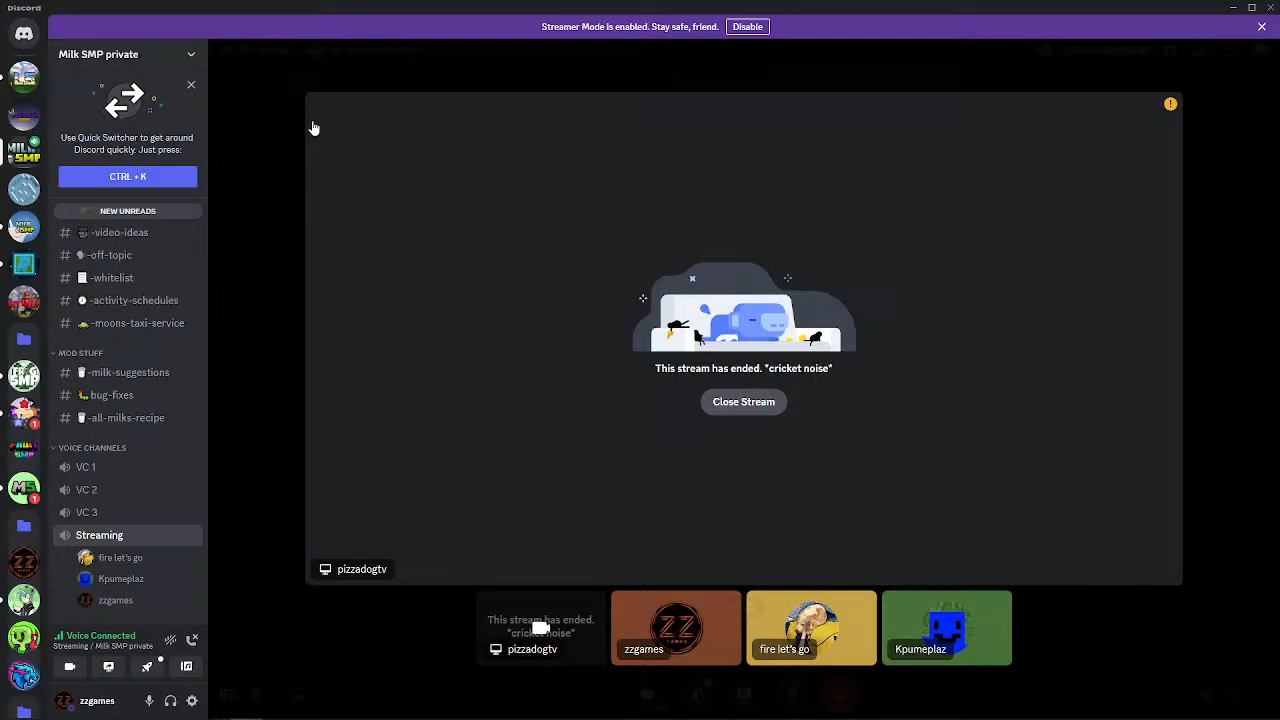 Discord
Streamer Mode is enabled. Stay safe, friend.
Disable
Milk SMP private
Use Quick Switcher to get around
Discord quickly. Just press:
CTRL + K
NEW UNREADS
-video-ideas
-off-topic
-whitelist
-activity-schedules
-moons-taxi-service
MOD STUFF
-milk-suggestions
-bug-fixes
-all-milks-recipe
VOICE CHANNELS
VC 1
VC 2
VC 3
Streaming
fire let's go
Kpumeplaz
zzgames
Voice Connected
Streaming / Milk SMP private
zzgames
This stream has ended. *cricket noise*
Close Stream
pizzadogtv
This stream has ended.
*cricket noise*
pizzadogtv
ZZ
GAMES
zzgames
fire let's go
Kpumeplaz